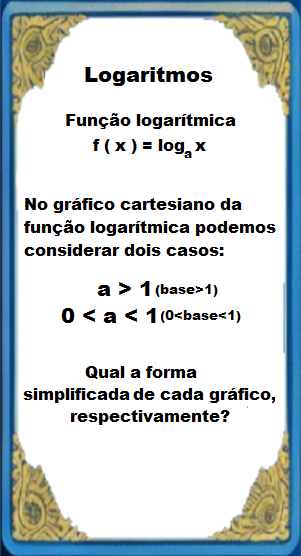 Logaritmos
Função logarítmica
f ( x ) = logₐ x
No gráfico cartesiano da
função logarítmica podemos
considerar dois casos:
a > 1 (base>1)
0 < a < 1 (0<base<1)
Qual a forma
simplificada de cada gráfico,
respectivamente?